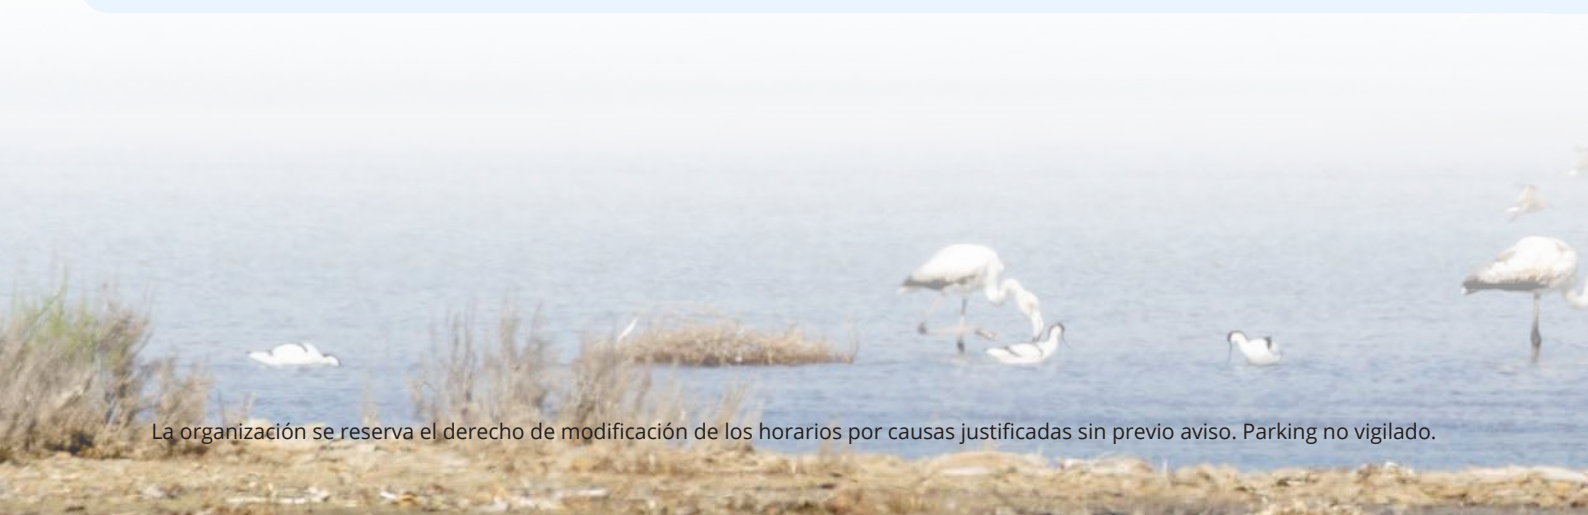 La organización se reserva el derecho de modificación de los horarios por causas justificadas sin previo aviso. Parking no vigilado.